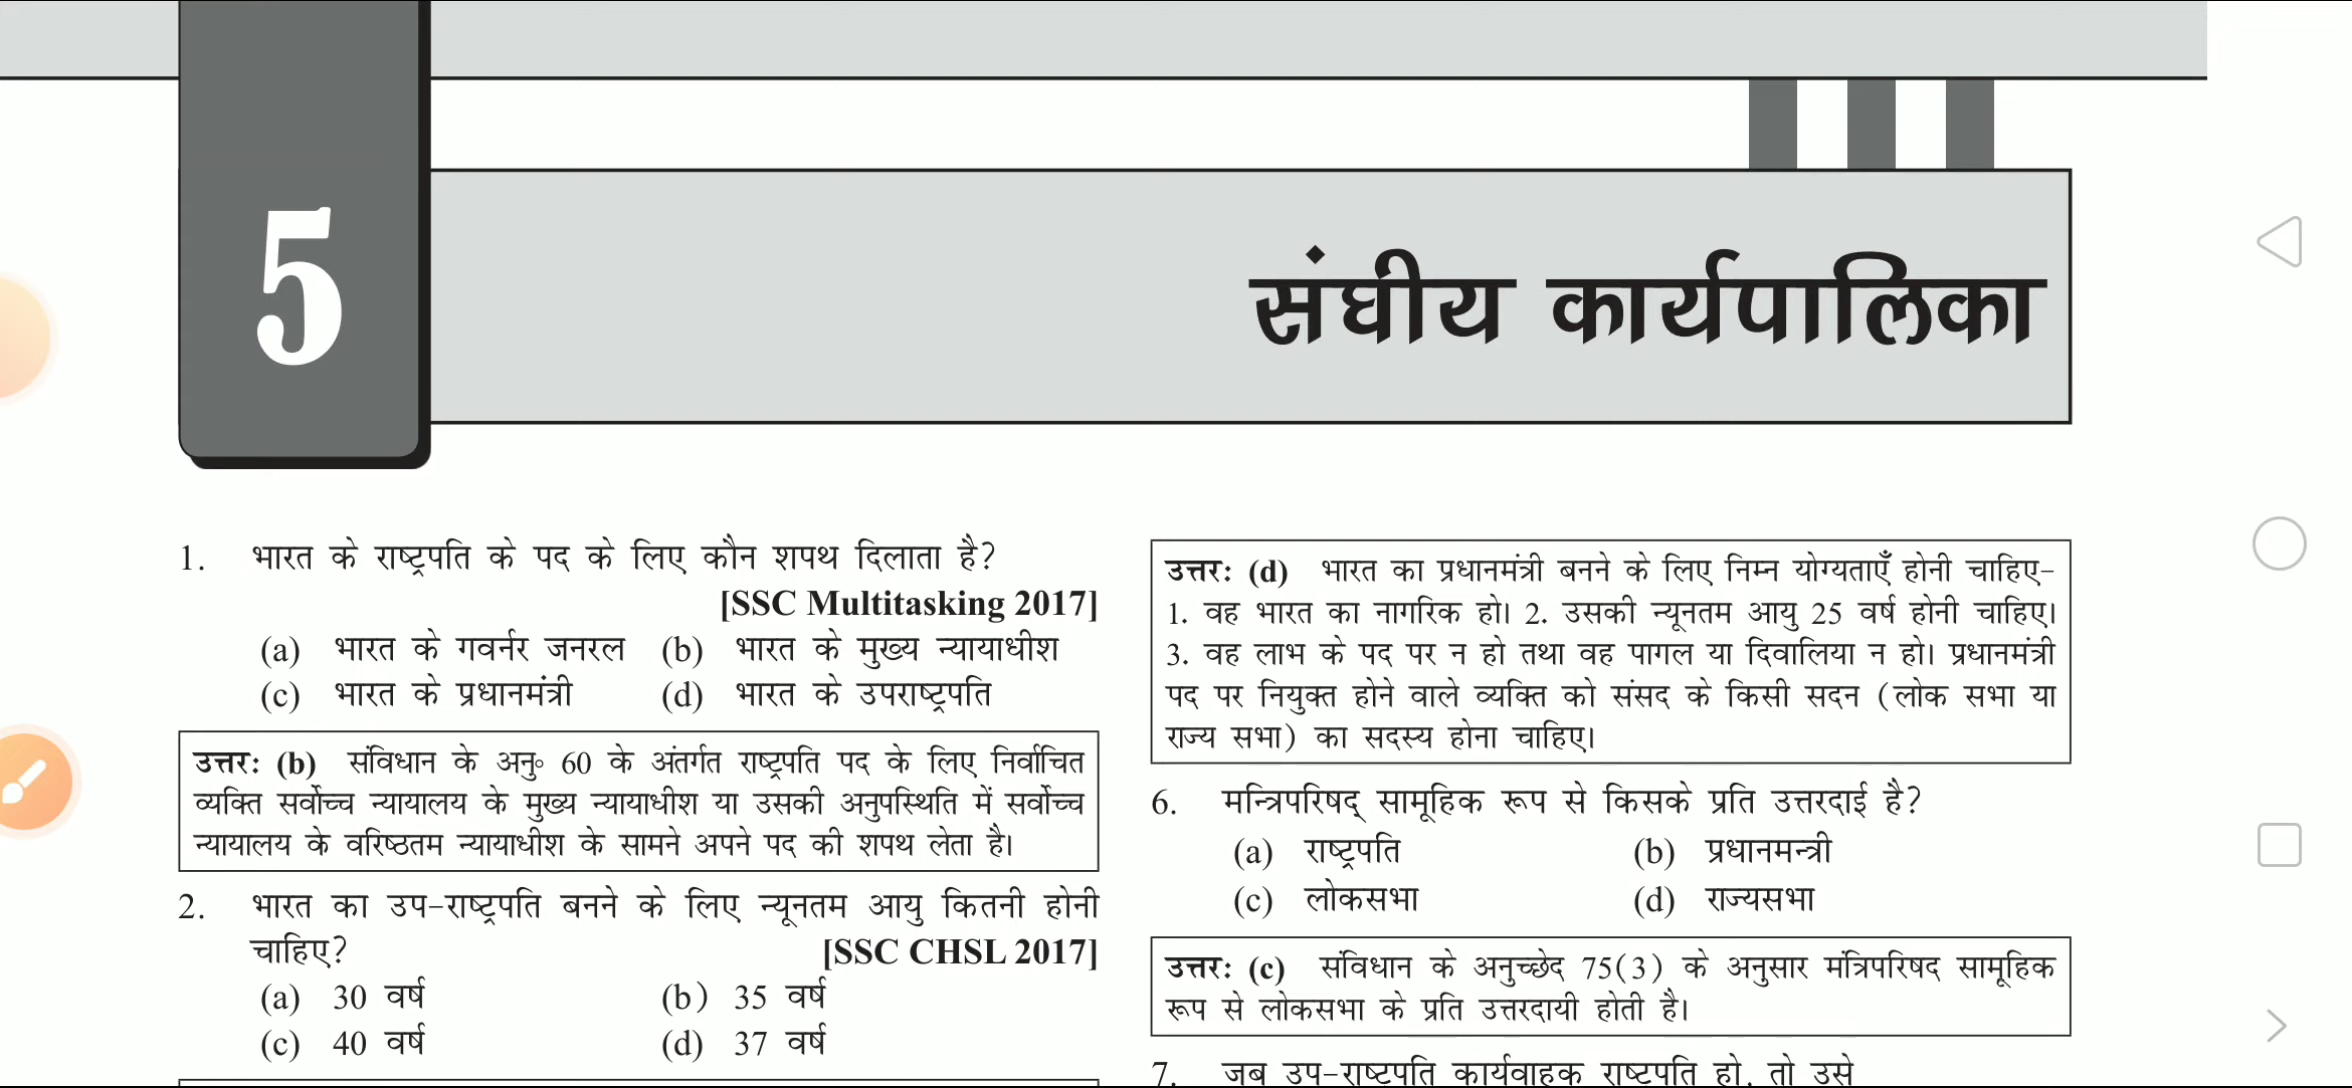 5
संघीय कार्यपालिका
1. भारत के राष्ट्रपति के पद के लिए कौन शपथ दिलाता है?
[SSC Multitasking 2017]
(a) भारत के गवर्नर जनरल (b) भारत के मुख्य न्यायाधीश
(c) भारत के प्रधानमंत्री (d) भारत के उपराष्ट्रपति
उत्तरः (b) संविधान के अनु॰ 60 के अंतर्गत राष्ट्रपति पद के लिए निर्वाचित
व्यक्ति सर्वोच्च न्यायालय के मुख्य न्यायाधीश या उसकी अनुपस्थिति में सर्वोच्च
न्यायालय के वरिष्ठतम न्यायाधीश के सामने अपने पद की शपथ लेता है।
2. भारत का उप-राष्ट्रपति बनने के लिए न्यूनतम आयु कितनी होनी
चाहिए? [SSC CHSL 2017]
(a) 30 वर्ष (b) 35 वर्ष
(c) 40 वर्ष (d) 37 वर्ष
उत्तरः (d) भारत का प्रधानमंत्री बनने के लिए निम्न योग्यताएँ होनी चाहिए-
1. वह भारत का नागरिक हो। 2. उसकी न्यूनतम आयु 25 वर्ष होनी चाहिए।
3. वह लाभ के पद पर न हो तथा वह पागल या दिवालिया न हो। प्रधानमंत्री
पद पर नियुक्त होने वाले व्यक्ति को संसद के किसी सदन (लोक सभा या
राज्य सभा) का सदस्य होना चाहिए।
6. मन्त्रिपरिषद् सामूहिक रूप से किसके प्रति उत्तरदाई है?
(a) राष्ट्रपति (b) प्रधानमन्त्री
(c) लोकसभा (d) राज्यसभा
उत्तरः (c) संविधान के अनुच्छेद 75(3) के अनुसार मंत्रिपरिषद सामूहिक
रूप से लोकसभा के प्रति उत्तरदायी होती है।
7. जब उप-राष्ट्रपति कार्यवाहक राष्ट्रपति हो, तो उसे